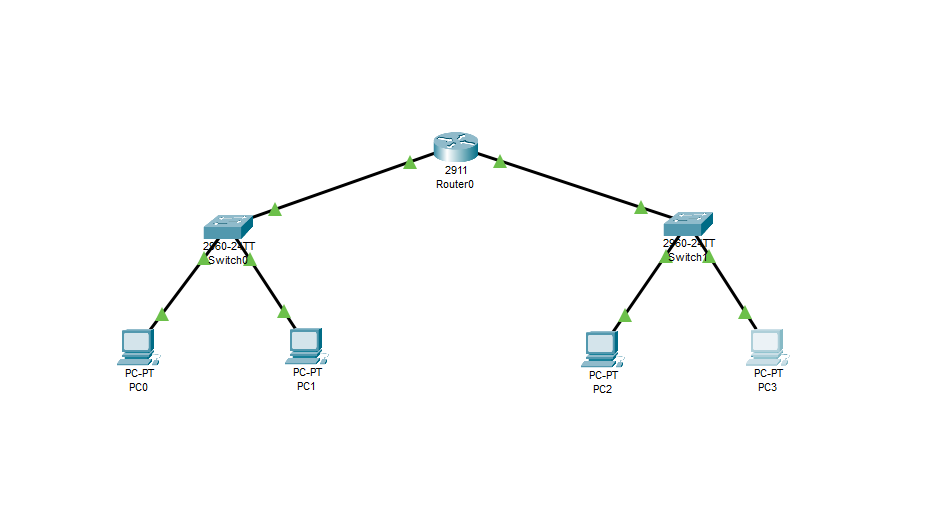 2911
Router0
2960-24TT
Switch0
2960-24TT
Switch1
PC-PT
PC0
PC-PT
PC1
PC-PT
PC2
PC-PT
PC3